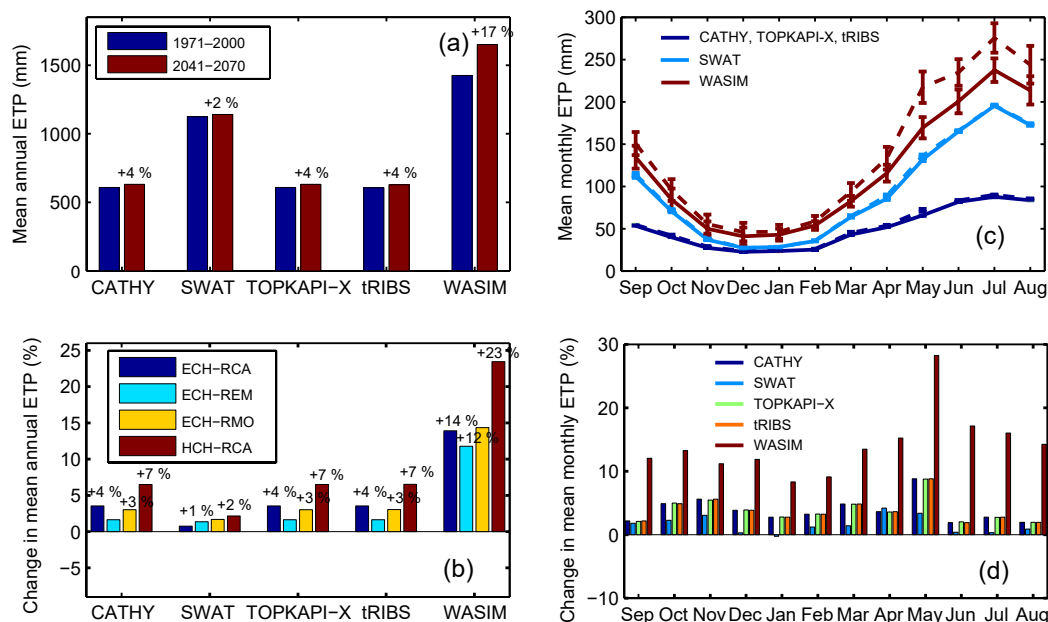 Mean annual ETP (mm)
1500
1000
500
0
1971−2000
2041−2070
(a)
+4 %
+2 %
+4 %
+4 %
+17 %
CATHY SWAT TOPKAPI−X tRIBS WASIM
Mean monthly ETP (mm)
300
250
200
150
100
50
0
CATHY, TOPKAPI−X, tRIBS
SWAT
WASIM
(c)
Sep Oct Nov Dec Jan Feb Mar Apr May Jun Jul Aug
Change in mean annual ETP (%)
25
20
15
10
5
0
−5
ECH−RCA
ECH−REM
ECH−RMO
HCH−RCA
+4 %
+3 %
+7 %
+1 %
+2 %
+4 %
+3 %
+7 %
+4 %
+3 %
+7 %
+14 %
+12 %
+23 %
(b)
CATHY SWAT TOPKAPI−X tRIBS WASIM
Change in mean monthly ETP (%)
30
20
10
0
−10
CATHY
SWAT
TOPKAPI−X
tRIBS
WASIM
(d)
Sep Oct Nov Dec Jan Feb Mar Apr May Jun Jul Aug